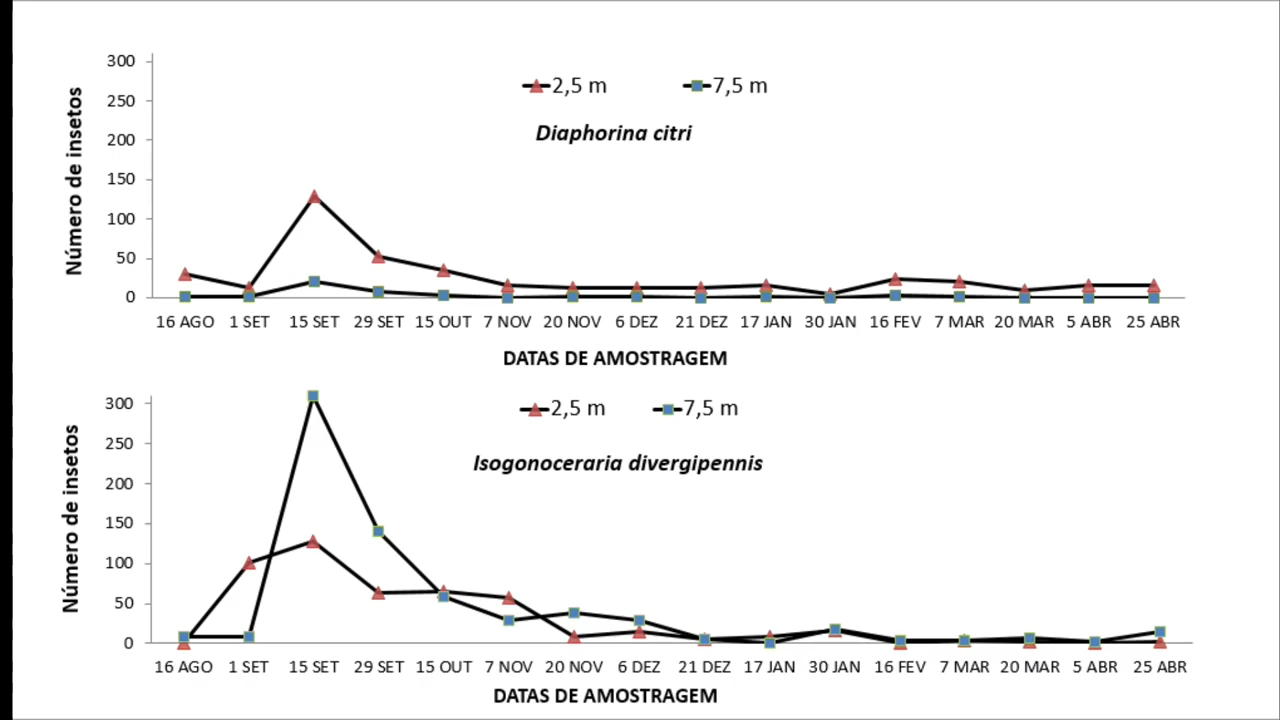 300
2,5 m 7,5 m
250
Diaphorina citri
200
150
100
50
0
Número de insetos
16 AGO 1 SET 15 SET 29 SET 15 OUT 7 NOV 20 NOV 6 DEZ 21 DEZ 17 JAN 30 JAN 16 FEV 7 MAR 20 MAR 5 ABR 25 ABR
DATAS DE AMOSTRAGEM
300
2,5 m 7,5 m
250
Isogonoceraria divergipennis
200
150
100
50
0
Número de insetos
16 AGO 1 SET 15 SET 29 SET 15 OUT 7 NOV 20 NOV 6 DEZ 21 DEZ 17 JAN 30 JAN 16 FEV 7 MAR 20 MAR 5 ABR 25 ABR
DATAS DE AMOSTRAGEM